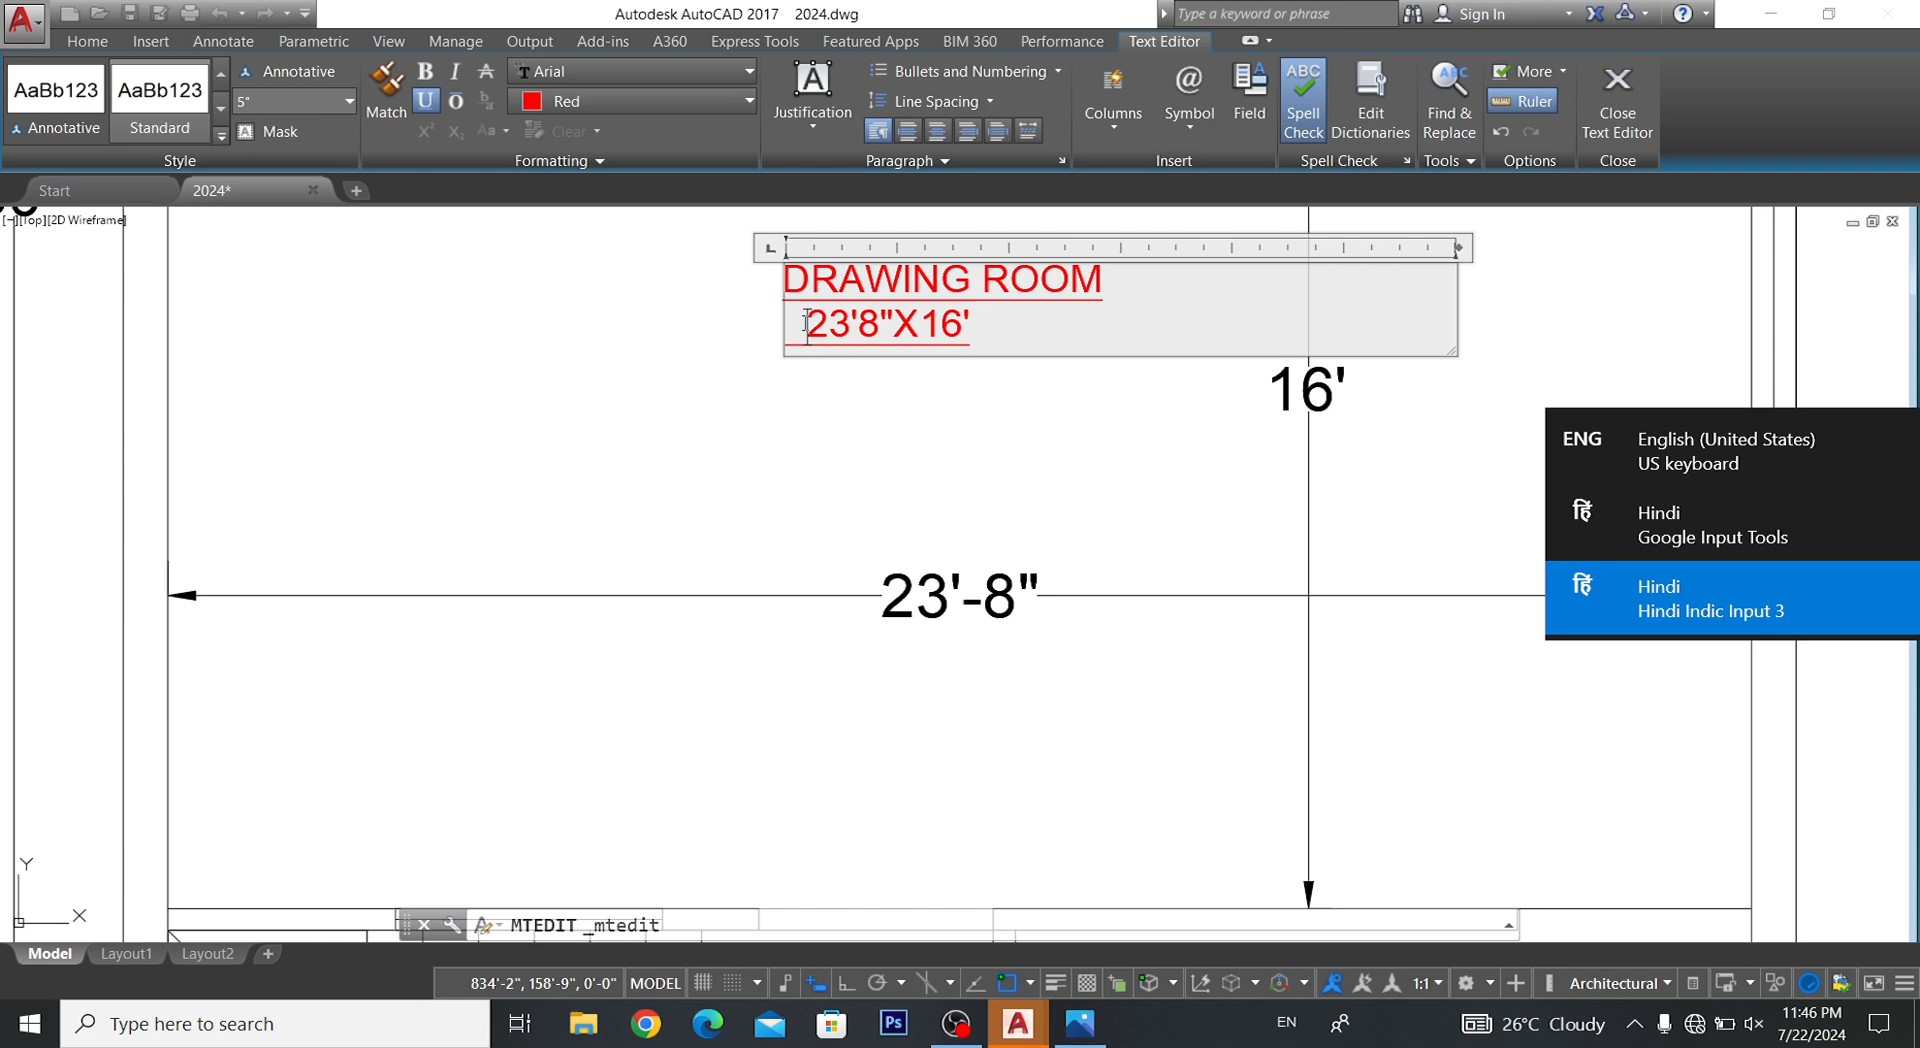 Autodesk AutoCAD 2017 2024.dwg
Type a keyword or phrase
Sign In
Home Insert Annotate Parametric View Manage Output Add-ins A360 Express Tools Featured Apps BIM 360 Performance Text Editor
AaBb123 AaBb123
Annotative
5"
Match
Arial
Red
Justification
Bullets and Numbering
Line Spacing
Columns
Symbol
Field
ABC
Spell Check
Edit Dictionaries
ABC
Find & Replace
More
Ruler
Close Text Editor
Annotative Standard
Mask
Clear
Style Formatting Paragraph Insert Spell Check Tools Options Close
Start 2024*
[-][Top][2D Wireframe]
DRAWING ROOM
23'8"X16'
16'
23'-8"
ENG English (United States)
US keyboard
हिं Hindi
Google Input Tools
हिं Hindi
Hindi Indic Input 3
Y
X
MTEDIT _mtedit
Model Layout1 Layout2
834'-2", 158'-9", 0'-0" MODEL 1:1 Architectural
Type here to search
Ps
EN
26°C Cloudy
11:46 PM
7/22/2024